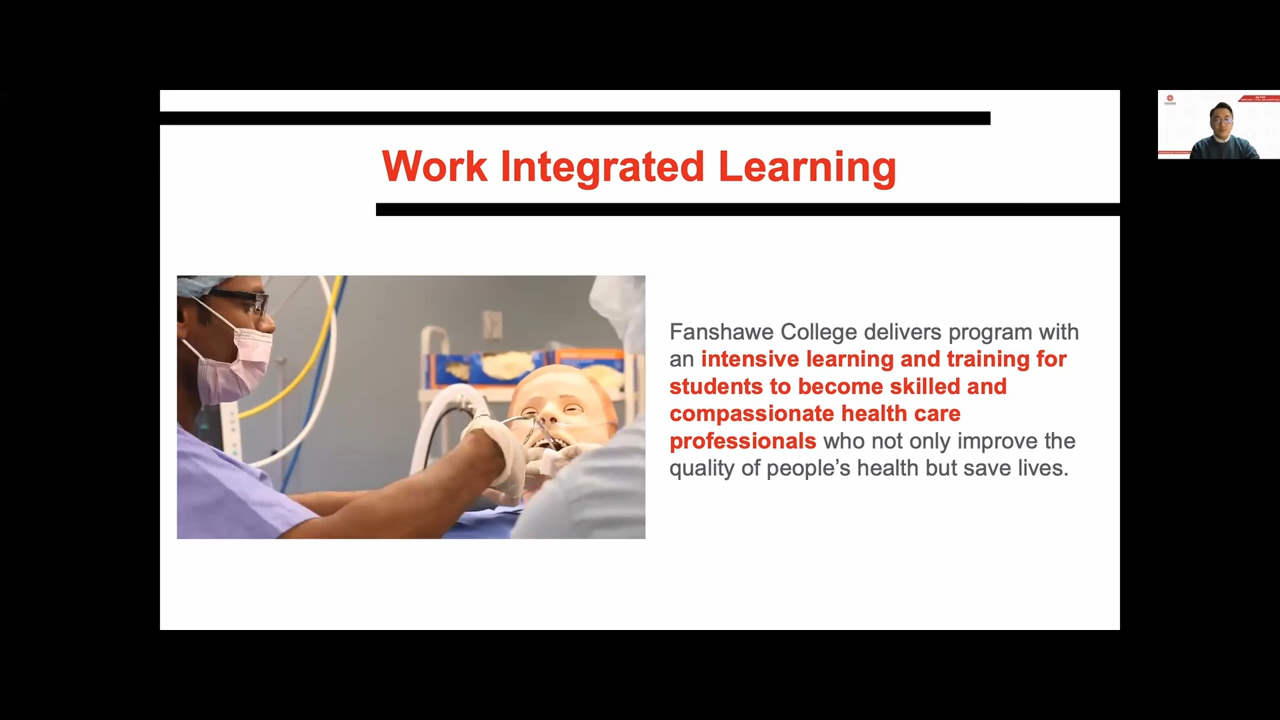 Work Integrated Learning
Fanshawe College delivers program with
an intensive learning and training for
students to become skilled and
compassionate health care
professionals who not only improve the
quality of people’s health but save lives.